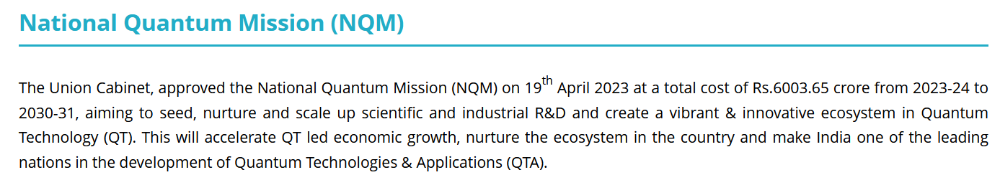 National Quantum Mission (NQM)
The Union Cabinet, approved the National Quantum Mission (NQM) on 19th April 2023 at a total cost of Rs.6003.65 crore from 2023-24 to
2030-31, aiming to seed, nurture and scale up scientific and industrial R&D and create a vibrant & innovative ecosystem in Quantum
Technology (QT). This will accelerate QT led economic growth, nurture the ecosystem in the country and make India one of the leading
nations in the development of Quantum Technologies & Applications (QTA).